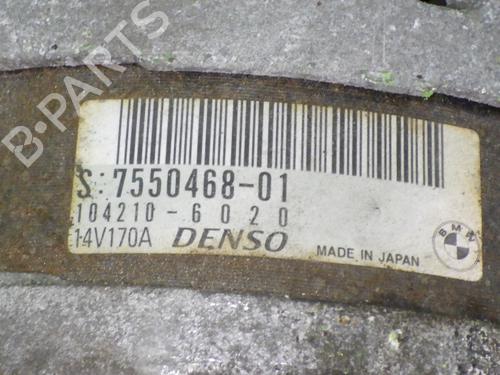 B-PARTS
S: 7550468-01
104210-6020
14V170A DENSO
MADE IN JAPAN
BMW